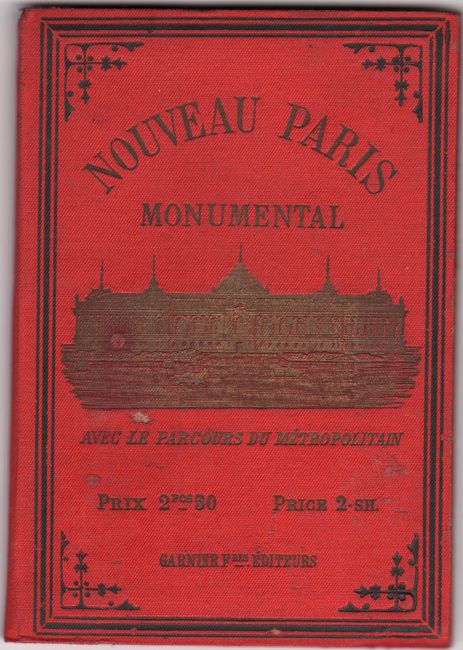 NOUVEAU PARIS
MONUMENTAL
AVEC LE PARCOURS DU MÉTROPOLITAIN
PRIX 2FCS 50 PRICE 2-SH.
GARNIER FRES ÉDITEURS